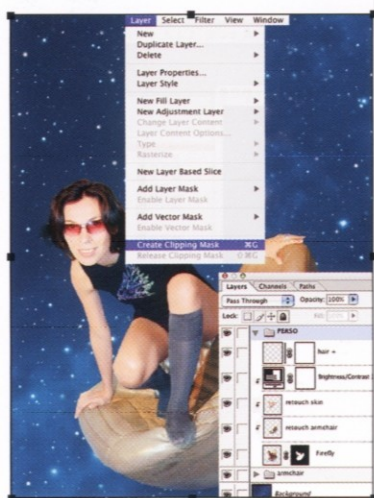 Layer Select Filter View Window
New
Duplicate Layer...
Delete
Layer Properties...
Layer Style
New Fill Layer
New Adjustment Layer
Change Layer Content
Layer Content Options...
Type
Rasterize
New Layer Based Slice
Add Layer Mask
Enable Layer Mask
Add Vector Mask
Enable Vector Mask
Create Clipping Mask ⌘G
Release Clipping Mask ⇧⌘G
Layers Channels Paths
Pass Through Opacity: 100%
Lock: Fill: 100%
PERSO
hair
Brightness/Contrast
retouch skin
retouch armchair
Firefly
armchair
Background